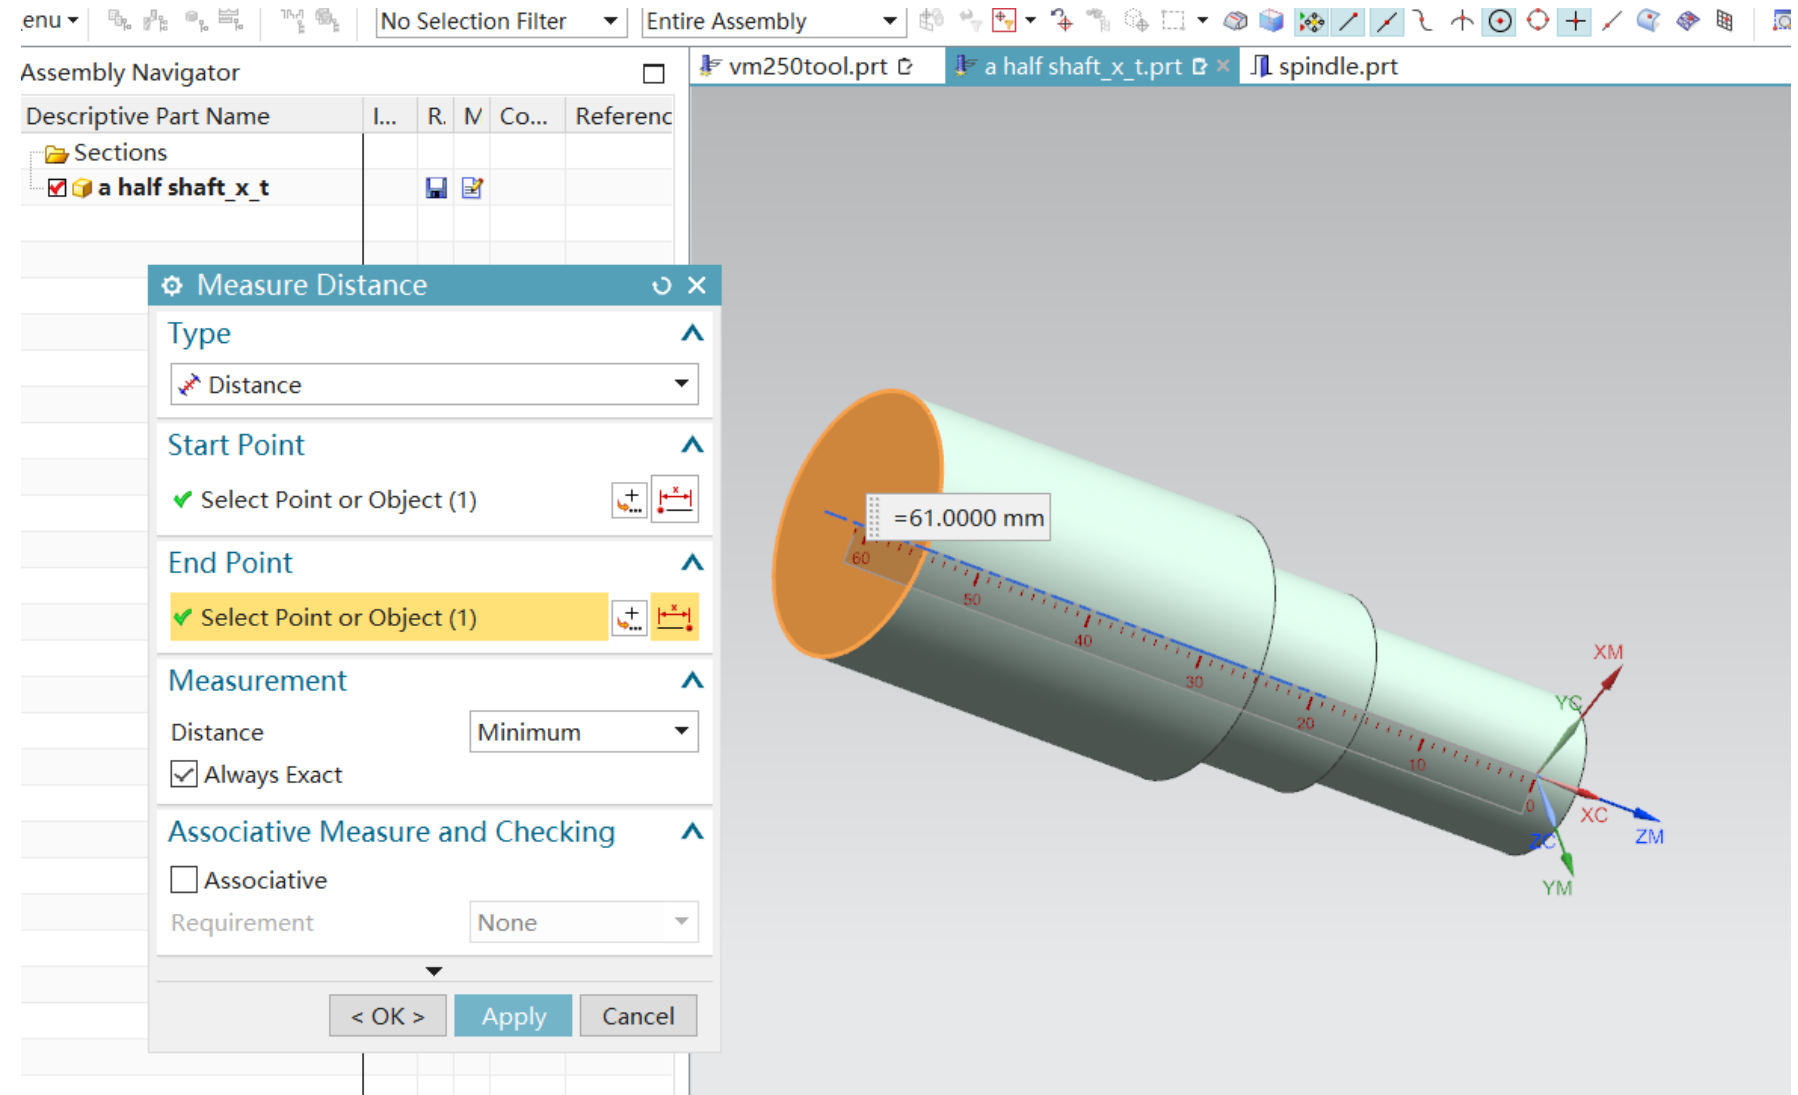 enu
No Selection Filter
Entire Assembly
Assembly Navigator
vm250tool.prt
a half shaft_x_t.prt
spindle.prt
Descriptive Part Name
I...
R.
M
Co...
Referenc
Sections
a half shaft_x_t
Measure Distance
Type
Distance
Start Point
Select Point or Object (1)
End Point
Select Point or Object (1)
Measurement
Distance
Minimum
Always Exact
Associative Measure and Checking
Associative
Requirement
None
< OK >
Apply
Cancel
=61.0000 mm
60
50
40
30
20
10
0
XM
YC
XC
ZC
ZM
YM